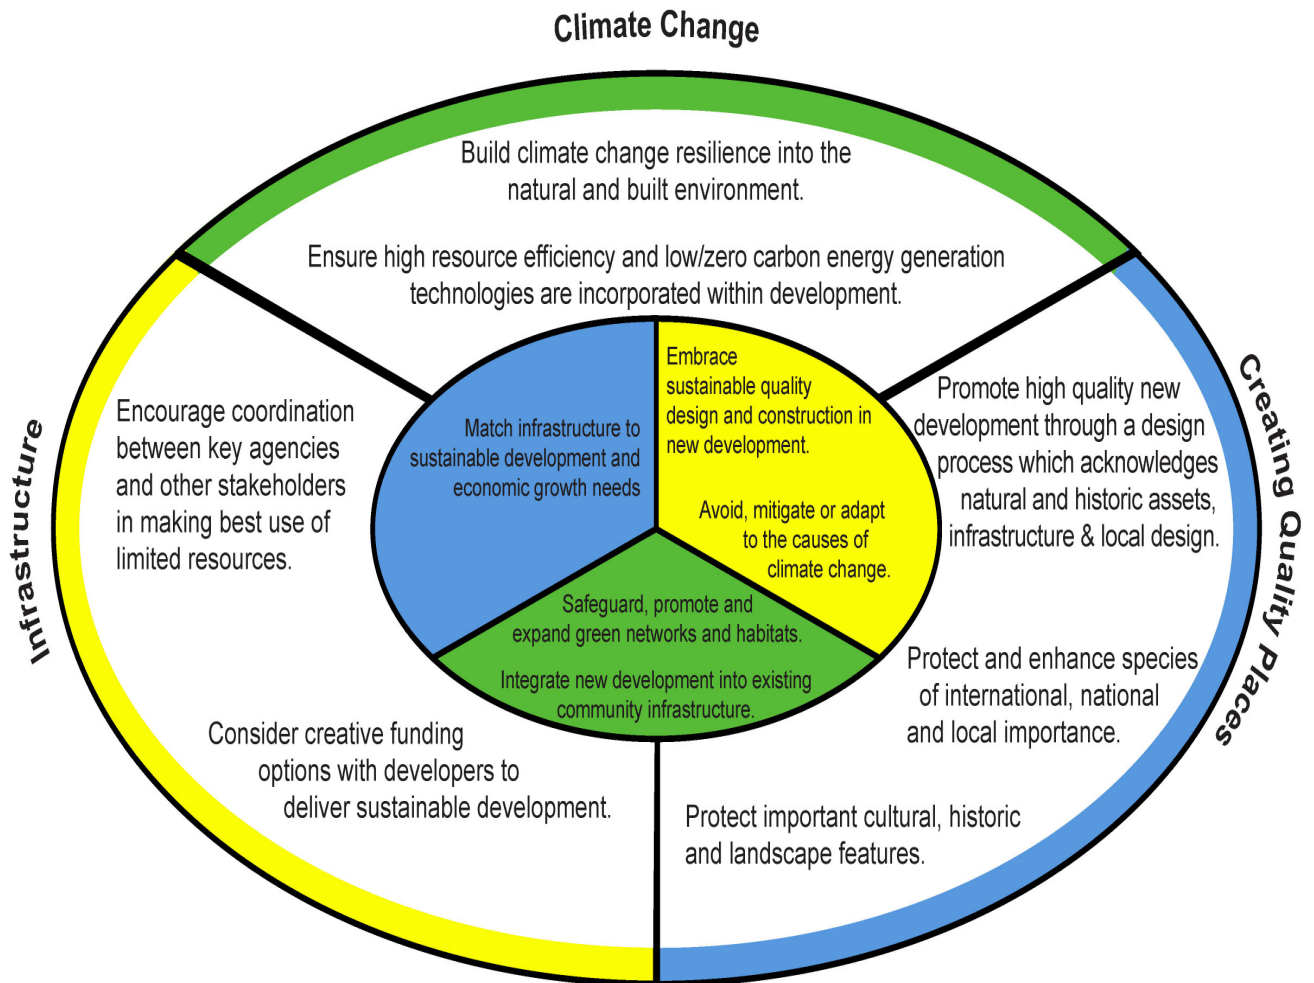 Climate Change
Build climate change resilience into the
natural and built environment.
Ensure high resource efficiency and low/zero carbon energy generation
technologies are incorporated within development.
Infrastructure
Encourage coordination
between key agencies
and other stakeholders
in making best use of
limited resources.
Consider creative funding
options with developers to
deliver sustainable development.
Match infrastructure to
sustainable development and
economic growth needs
Embrace
sustainable quality
design and construction in
new development.
Avoid, mitigate or adapt
to the causes of
climate change.
Safeguard, promote and
expand green networks and habitats.
Integrate new development into existing
community infrastructure.
Creating Quality Places
Promote high quality new
development through a design
process which acknowledges
natural and historic assets,
infrastructure & local design.
Protect and enhance species
of international, national
and local importance.
Protect important cultural, historic
and landscape features.